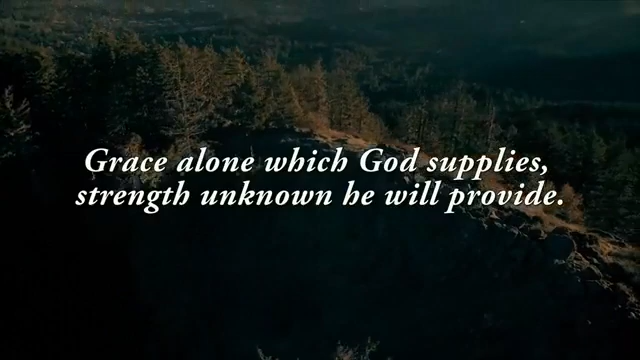 Grace alone which God supplies,
strength unknown he will provide.